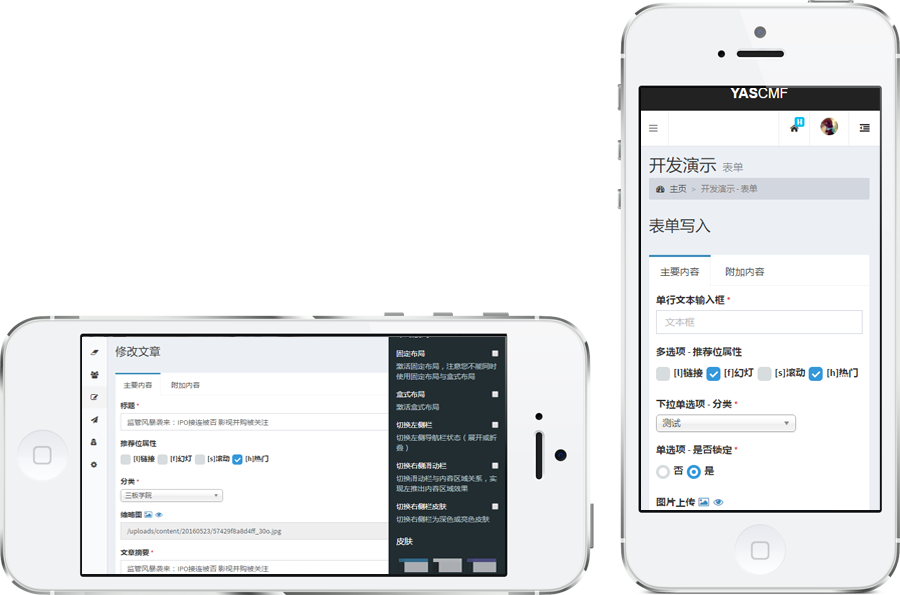 YASCMF
H
开发演示 表单
主页 > 开发演示 - 表单
表单写入
主要内容 附加内容
单行文本输入框 *
文本框
多选项 - 推荐位属性
[l]链接 [f]幻灯 [s]滚动 [h]热门
下拉单选项 - 分类 *
测试
单选项 - 是否锁定 *
否 是
图片上传
修改文章
主要内容 附加内容
标题 *
监管风暴袭来：IPO接连被否 影视并购被关注
推荐位属性
[l]链接 [f]幻灯 [s]滚动 [h]热门
分类 *
三板学院
缩略图
/uploads/content/20160523/57429f8a8d4ff_30o.jpg
文章摘要 *
监管风暴袭来：IPO接连被否 影视并购被关注
固定布局
激活固定布局，注意您不能同时
使用固定布局与盒式布局
盒式布局
激活盒式布局
切换左侧栏
切换左侧导航栏状态（展开或折
叠）
切换右侧滑动栏
切换滑动栏与内容区域关系，实
现左推出内容区域效果
切换右侧栏皮肤
切换右侧栏为深色或亮色皮肤
皮肤